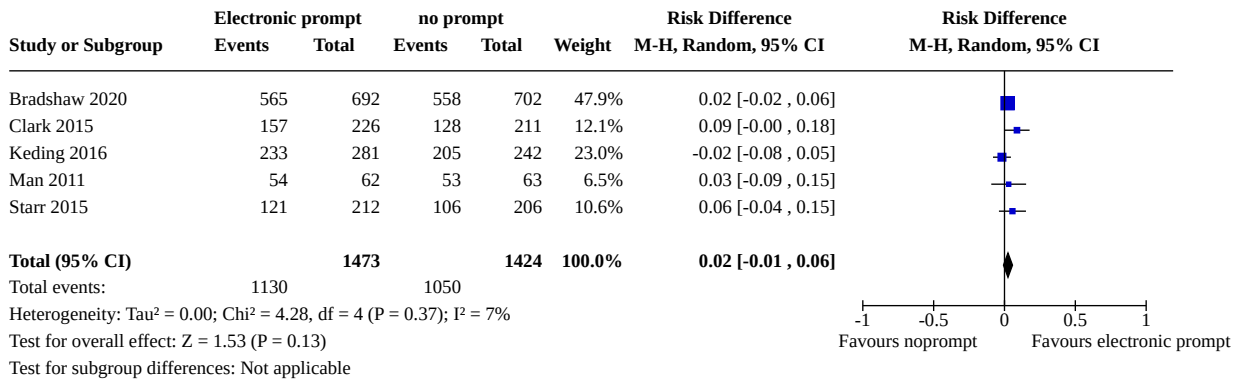 Electronic prompt no prompt Risk Difference Risk Difference
Study or Subgroup Events Total Events Total Weight M-H, Random, 95% CI M-H, Random, 95% CI
Bradshaw 2020 565 692 558 702 47.9% 0.02 [-0.02 , 0.06]
Clark 2015 157 226 128 211 12.1% 0.09 [-0.00 , 0.18]
Keding 2016 233 281 205 242 23.0% -0.02 [-0.08 , 0.05]
Man 2011 54 62 53 63 6.5% 0.03 [-0.09 , 0.15]
Starr 2015 121 212 106 206 10.6% 0.06 [-0.04 , 0.15]
Total (95% CI) 1473 1424 100.0% 0.02 [-0.01 , 0.06]
Total events: 1130 1050
Heterogeneity: Tau² = 0.00; Chi² = 4.28, df = 4 (P = 0.37); I² = 7%
-1 -0.5 0 0.5 1
Test for overall effect: Z = 1.53 (P = 0.13) Favours noprompt Favours electronic prompt
Test for subgroup differences: Not applicable